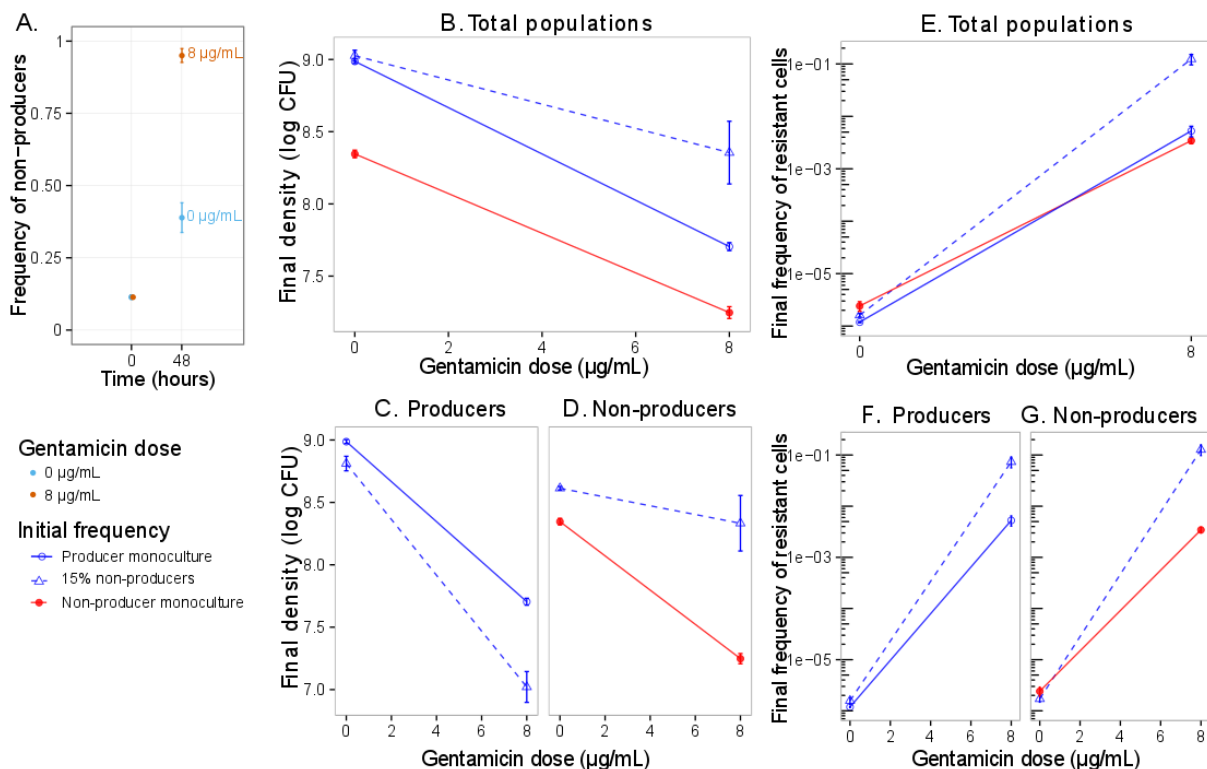 A.
Frequency of non-producers
1
0.75
0.50
0.25
0
8 µg/mL
0 µg/mL
0
48
Time (hours)
B. Total populations
Final density (log CFU)
9.0
8.5
8.0
7.5
0
2
4
6
8
Gentamicin dose (µg/mL)
E. Total populations
Final frequency of resistant cells
1e−01
1e−03
1e−05
0
8
Gentamicin dose (µg/mL)
Gentamicin dose
0 µg/mL
8 µg/mL
Initial frequency
Producer monoculture
15% non-producers
Non-producer monoculture
C. Producers
D. Non-producers
Final density (log CFU)
9.0
8.5
8.0
7.5
7.0
0
2
4
6
8
0
2
4
6
8
Gentamicin dose (µg/mL)
F. Producers
G. Non-producers
Final frequency of resistant cells
1e−01
1e−03
1e−05
0
2
4
6
8
0
2
4
6
8
Gentamicin dose (µg/mL)